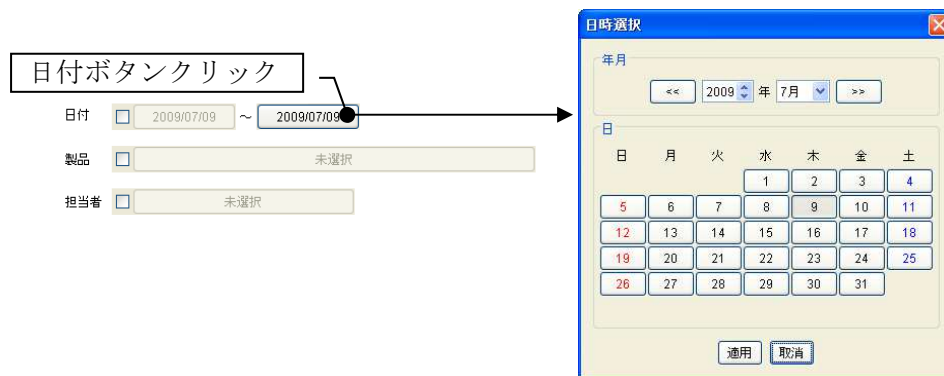 日付ボタンクリック
日付 2009/07/09 ～ 2009/07/09
製品 未選択
担当者 未選択
日時選択
年月
<< 2009 年 7月 >>
日
日 月 火 水 木 金 土
1 2 3 4
5 6 7 8 9 10 11
12 13 14 15 16 17 18
19 20 21 22 23 24 25
26 27 28 29 30 31
適用 取消